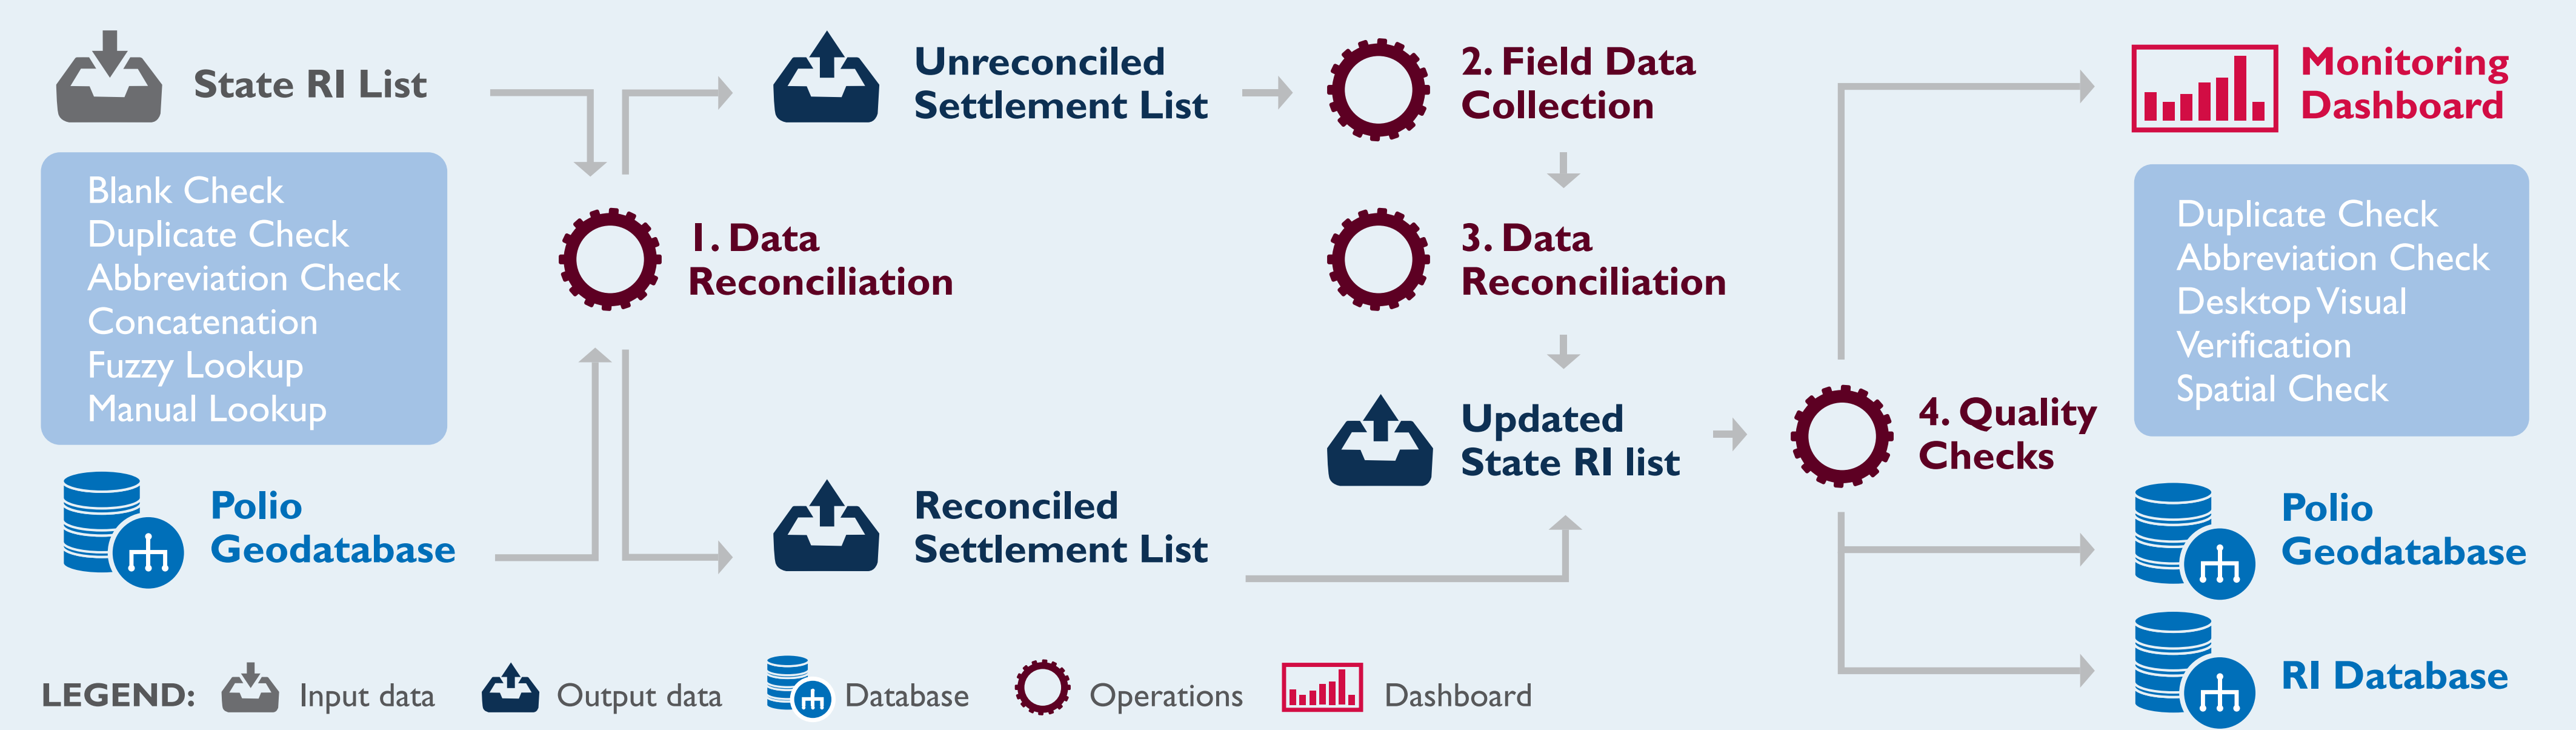 State RI List
Blank Check
Duplicate Check
Abbreviation Check
Concatenation
Fuzzy Lookup
Manual Lookup
Polio
Geodatabase
1. Data
Reconciliation
Unreconciled
Settlement List
Reconciled
Settlement List
2. Field Data
Collection
3. Data
Reconciliation
Updated
State RI list
4. Quality
Checks
Monitoring
Dashboard
Duplicate Check
Abbreviation Check
Desktop Visual
Verification
Spatial Check
Polio
Geodatabase
RI Database
LEGEND: Input data Output data Database Operations Dashboard